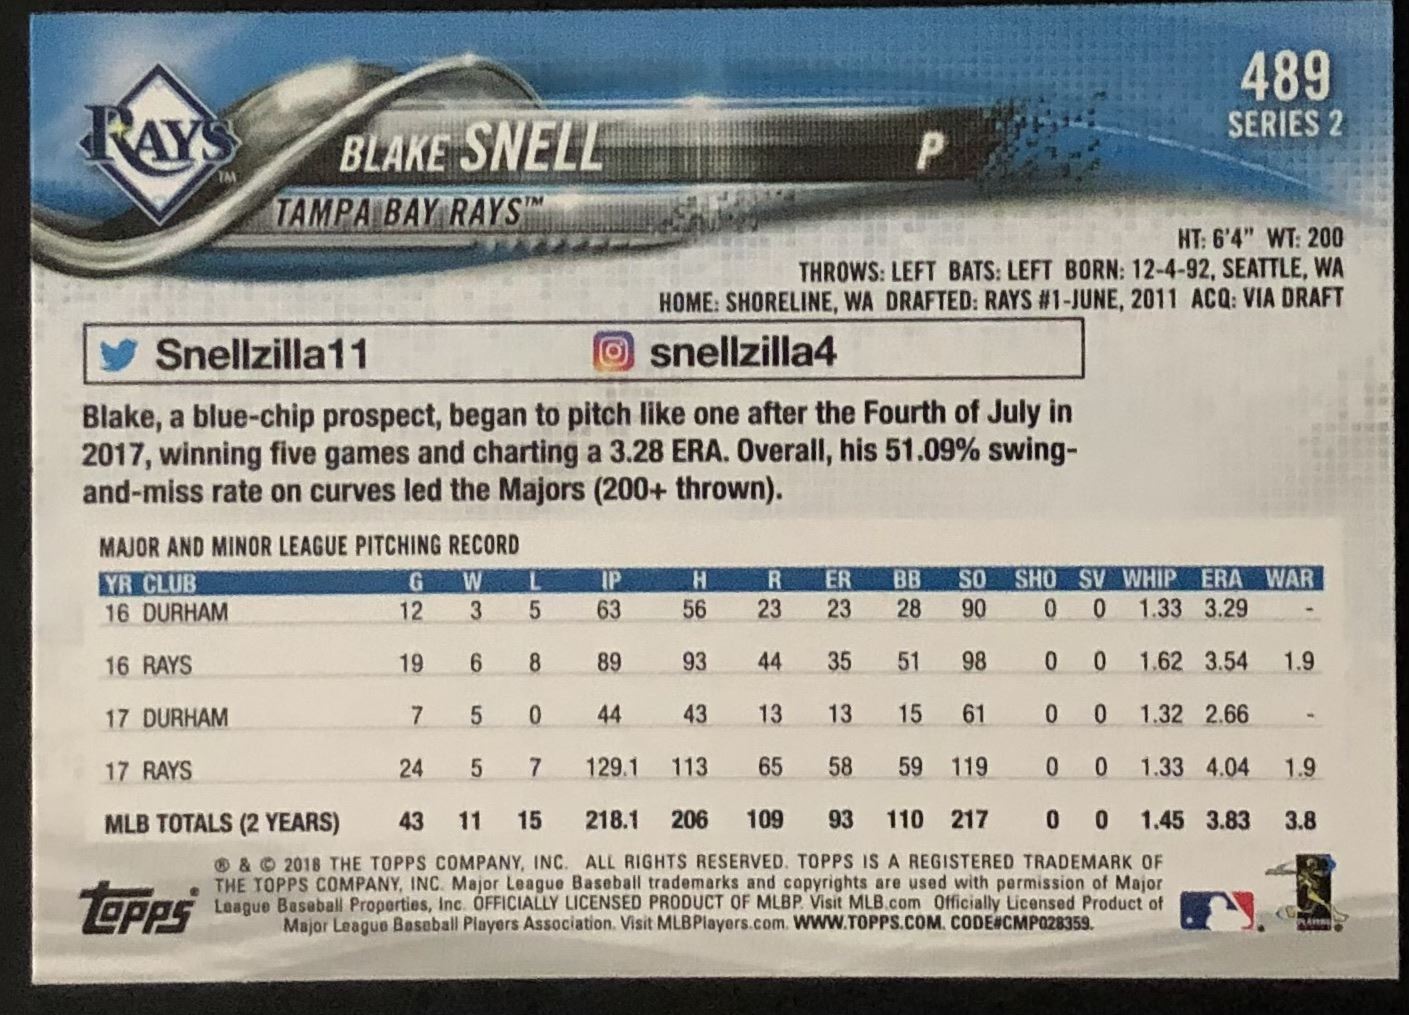 489
SERIES 2
RAYS™
BLAKE SNELL P
TAMPA BAY RAYS™
HT: 6'4" WT: 200
THROWS: LEFT BATS: LEFT BORN: 12-4-92, SEATTLE, WA
HOME: SHORELINE, WA DRAFTED: RAYS #1-JUNE, 2011 ACQ: VIA DRAFT
Snellzilla11 snellzilla4
Blake, a blue-chip prospect, began to pitch like one after the Fourth of July in
2017, winning five games and charting a 3.28 ERA. Overall, his 51.09% swing-
and-miss rate on curves led the Majors (200+ thrown).
MAJOR AND MINOR LEAGUE PITCHING RECORD
YR CLUB G W L IP H R ER BB SO SHO SV WHIP ERA WAR
16 DURHAM 12 3 5 63 56 23 23 28 90 0 0 1.33 3.29 -
16 RAYS 19 6 8 89 93 44 35 51 98 0 0 1.62 3.54 1.9
17 DURHAM 7 5 0 44 43 13 13 15 61 0 0 1.32 2.66 -
17 RAYS 24 5 7 129.1 113 65 58 59 119 0 0 1.33 4.04 1.9
MLB TOTALS (2 YEARS) 43 11 15 218.1 206 109 93 110 217 0 0 1.45 3.83 3.8
® & © 2018 THE TOPPS COMPANY, INC. ALL RIGHTS RESERVED. TOPPS IS A REGISTERED TRADEMARK OF
THE TOPPS COMPANY, INC. Major League Baseball trademarks and copyrights are used with permission of Major
League Baseball Properties, Inc. OFFICIALLY LICENSED PRODUCT OF MLBP. Visit MLB.com Officially Licensed Product of
Major League Baseball Players Association. Visit MLBPlayers.com. WWW.TOPPS.COM. CODE#CMP028359.
topps®